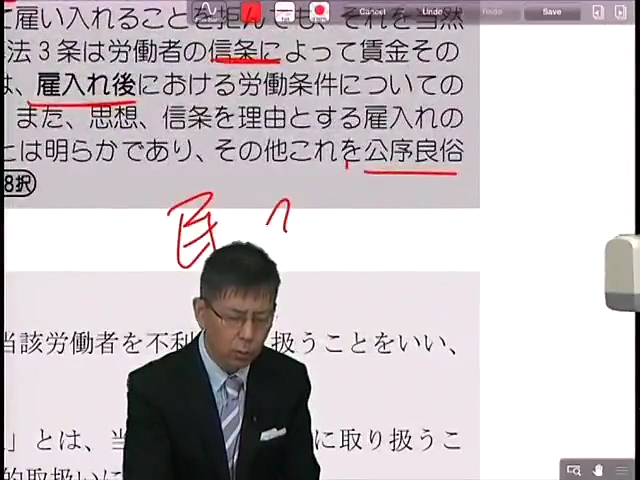 Cancel Undo Redo Save
に雇い入れることを拒んでも、それを当然
法3条は労働者の信条によって賃金その
は、雇入れ後における労働条件についての
また、思想、信条を理由とする雇入れの
とは明らかであり、その他これを公序良俗
8択
民
当該労働者を不利 扱うことをいい、
」とは、当 に取り扱うこ
的取扱いに